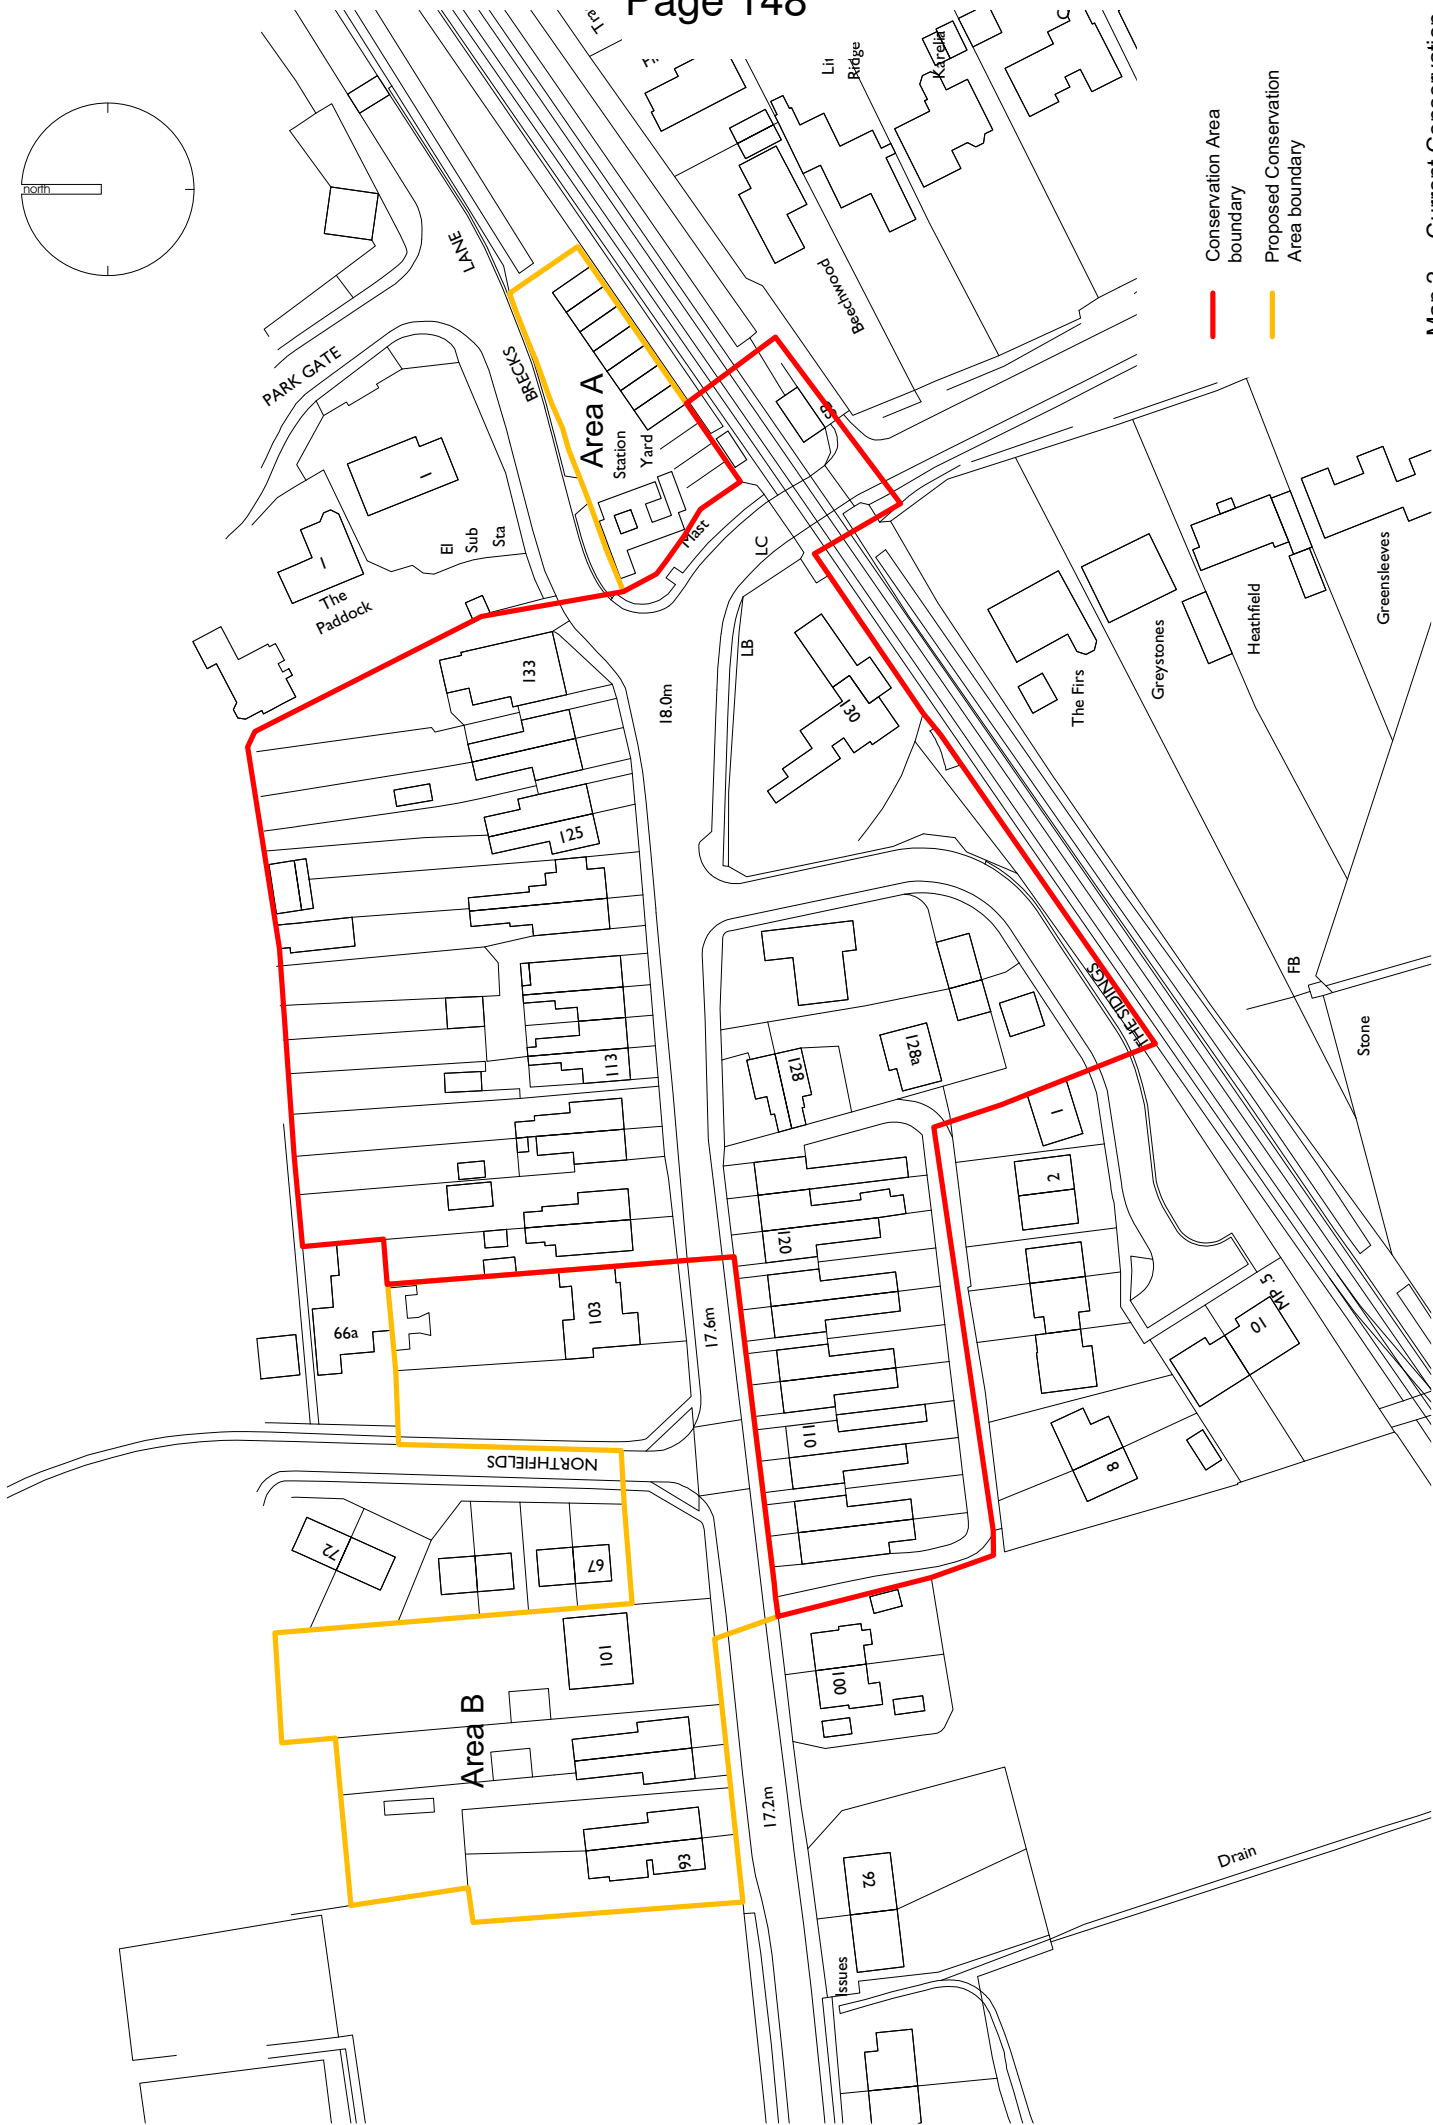 Page 148
north
Ridge
Karelia
LANE
PARK GATE
BRECKS
Area A
Station
Yard
Beechwood
SB
Conservation Area
boundary
Proposed Conservation
Area boundary
El
Sub
Sta
The
Paddock
Mast
LC
LB
133
18.0m
130
The Firs
Greystones
Heathfield
Greensleeves
125
113
128
128a
THE SIDINGS
FB
Stone
1
2
120
66a
103
17.6m
110
MP .5
10
8
NORTHFIELDS
72
67
101
Area B
100
93
17.2m
92
Issues
Drain